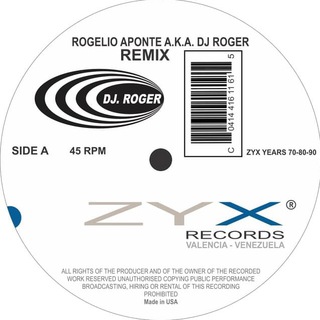 ROGELIO APONTE A.K.A. DJ ROGER
REMIX
DJ. ROGER
C 0414 416 11 61 5
SIDE A 45 RPM
ZYX YEARS 70-80-90
ZYX ®
RECORDS
VALENCIA - VENEZUELA
ALL RIGHTS OF THE PRODUCER AND OF THE OWNER OF THE RECORDED
WORK RESERVED UNAUTHORISED COPYING PUBLIC PERFORMANCE
BROADCASTING, HIRING OR RENTAL OF THIS RECORDING
PROHIBITED
Made in USA